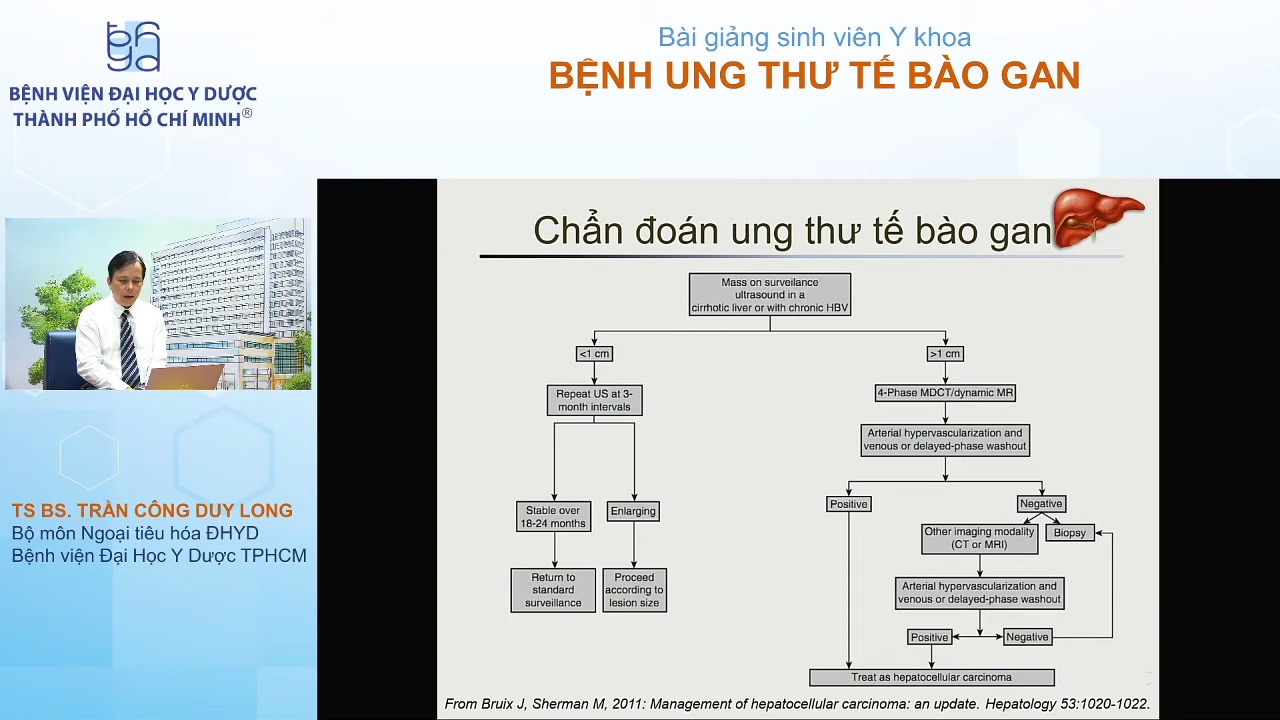 BỆNH VIỆN ĐẠI HỌC Y DƯỢC
THÀNH PHỐ HỒ CHÍ MINH®
Bài giảng sinh viên Y khoa
BỆNH UNG THƯ TẾ BÀO GAN
TS BS. TRẦN CÔNG DUY LONG
Bộ môn Ngoại tiêu hóa ĐHYD
Bệnh viện Đại Học Y Dược TPHCM
Chẩn đoán ung thư tế bào gan
Mass on surveilance
ultrasound in a
cirrhotic liver or with chronic HBV
<1 cm
>1 cm
Repeat US at 3-
month intervals
4-Phase MDCT/dynamic MR
Arterial hypervascularization and
venous or delayed-phase washout
Stable over
18-24 months
Enlarging
Positive
Negative
Other imaging modality
(CT or MRI)
Biopsy
Return to
standard
surveillance
Proceed
according to
lesion size
Arterial hypervascularization and
venous or delayed-phase washout
Positive
Negative
Treat as hepatocellular carcinoma
From Bruix J, Sherman M, 2011: Management of hepatocellular carcinoma: an update. Hepatology 53:1020-1022.